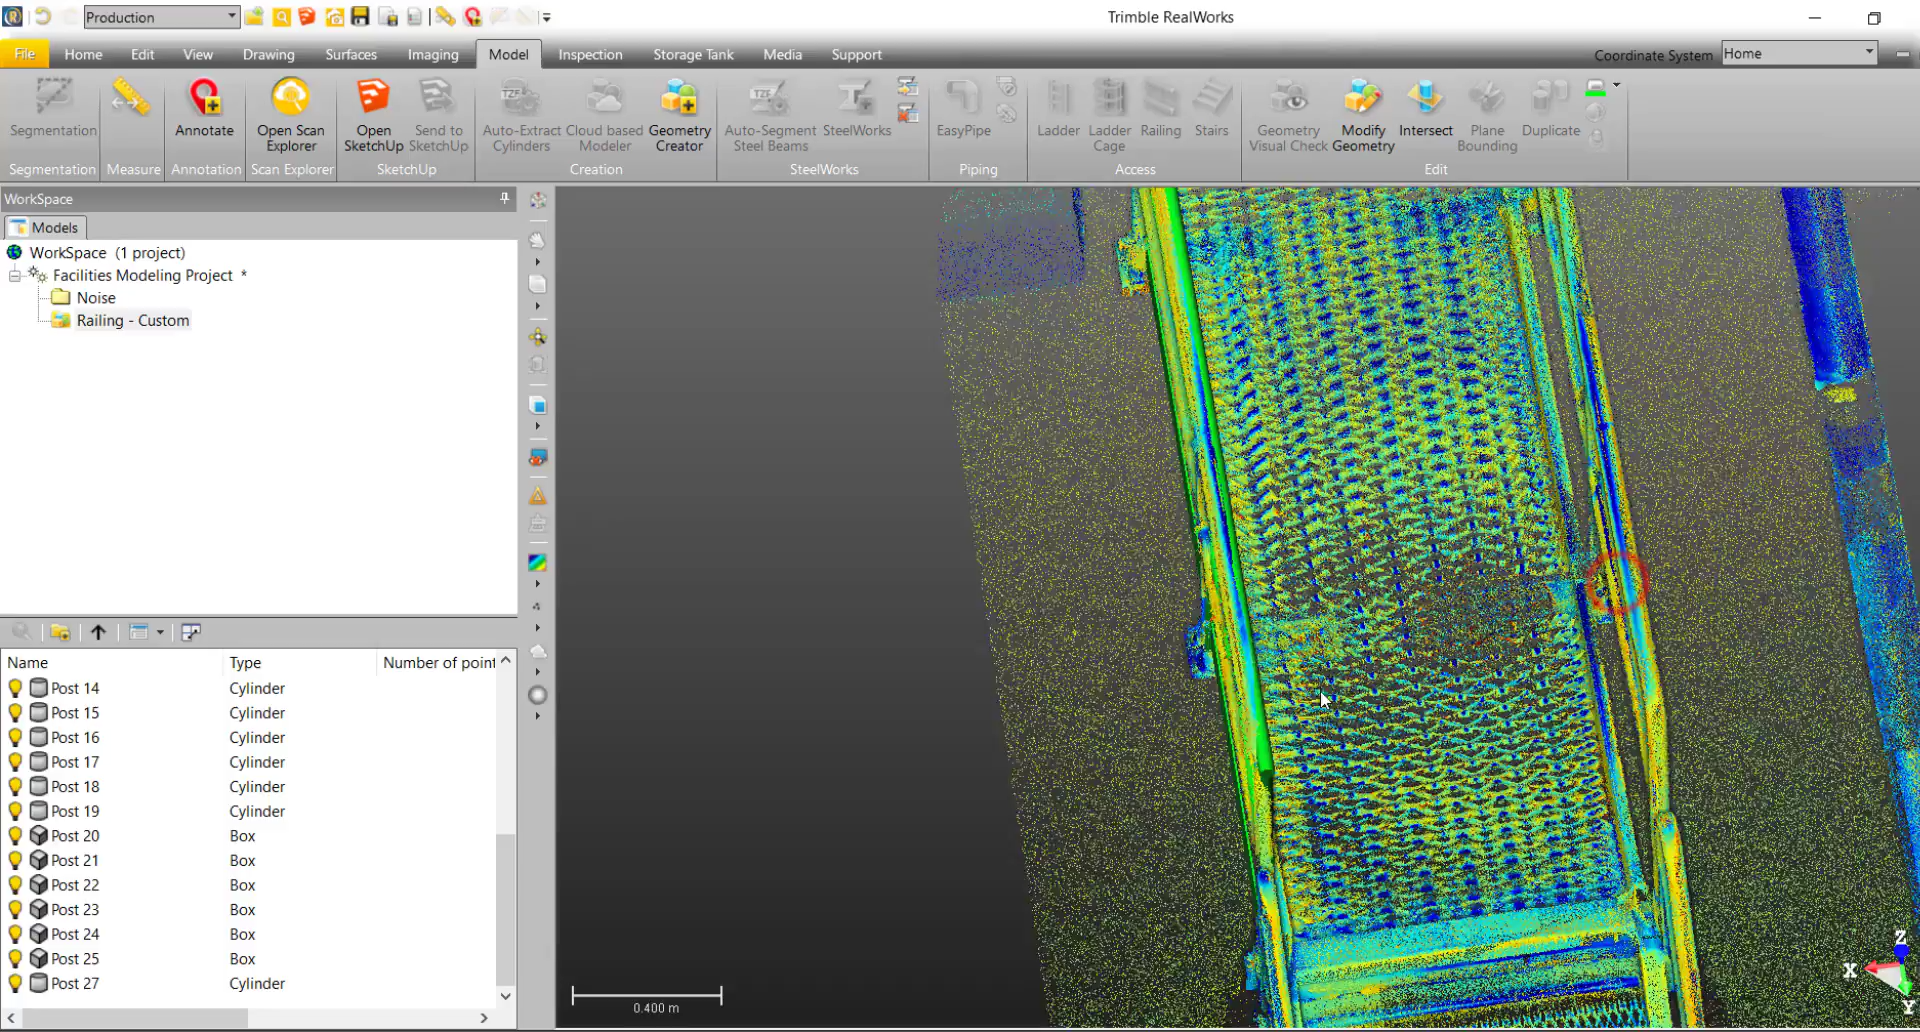 Production
Trimble RealWorks
File Home Edit View Drawing Surfaces Imaging Model Inspection Storage Tank Media Support
Coordinate System Home
Segmentation
Annotate
Open Scan Explorer
Open SketchUp
Send to SketchUp
Auto-Extract Cylinders
Cloud based Modeler
Geometry Creator
Auto-Segment Steel Beams
SteelWorks
EasyPipe
Ladder
Ladder Cage
Railing
Stairs
Geometry Visual Check
Modify Geometry
Intersect
Plane Bounding
Duplicate
Segmentation Measure Annotation Scan Explorer SketchUp Creation SteelWorks Piping Access Edit
WorkSpace
Models
WorkSpace (1 project)
Facilities Modeling Project *
Noise
Railing - Custom
Name Type Number of point
Post 14 Cylinder
Post 15 Cylinder
Post 16 Cylinder
Post 17 Cylinder
Post 18 Cylinder
Post 19 Cylinder
Post 20 Box
Post 21 Box
Post 22 Box
Post 23 Box
Post 24 Box
Post 25 Box
Post 27 Cylinder
0.400 m
Z
X
Y